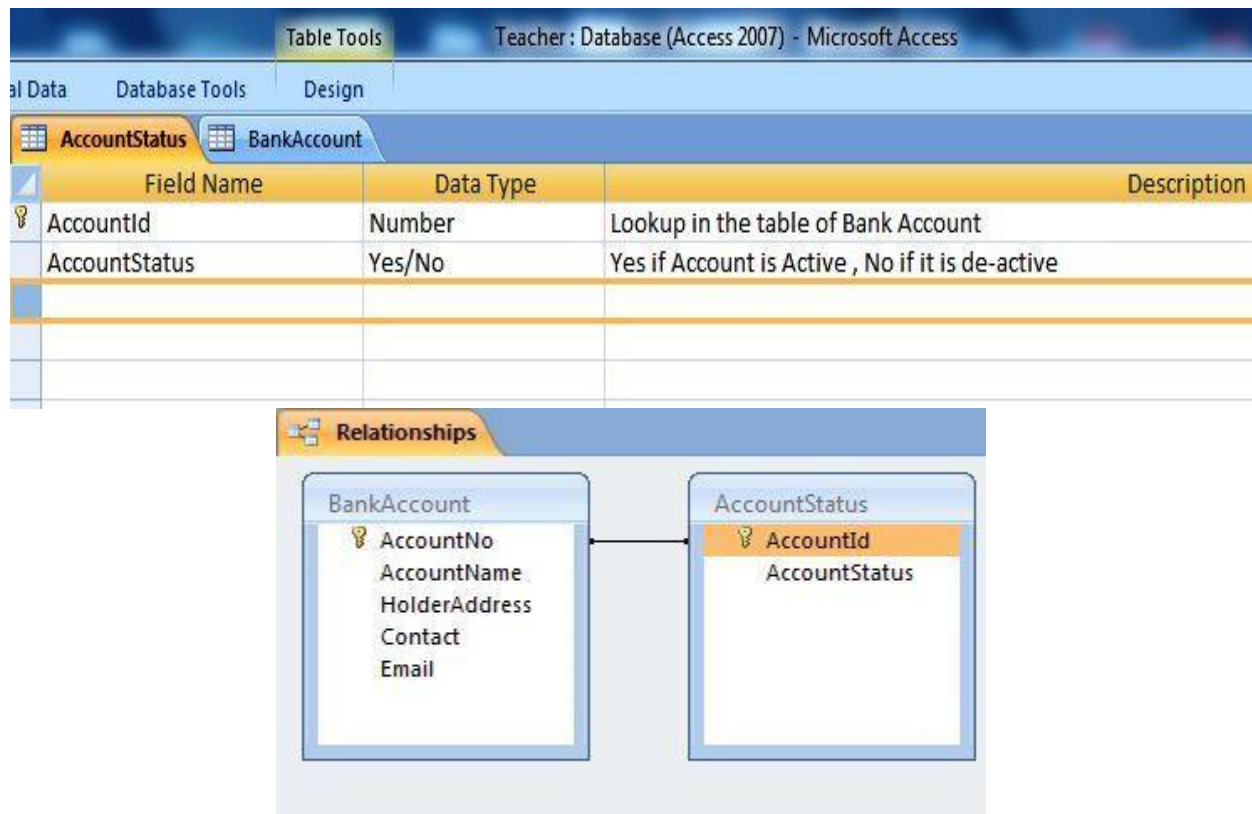 Table Tools Teacher : Database (Access 2007) - Microsoft Access
al Data Database Tools Design
AccountStatus BankAccount
Field Name Data Type Description
AccountId Number Lookup in the table of Bank Account
AccountStatus Yes/No Yes if Account is Active , No if it is de-active
Relationships
BankAccount
AccountNo
AccountName
HolderAddress
Contact
Email
AccountStatus
AccountId
AccountStatus